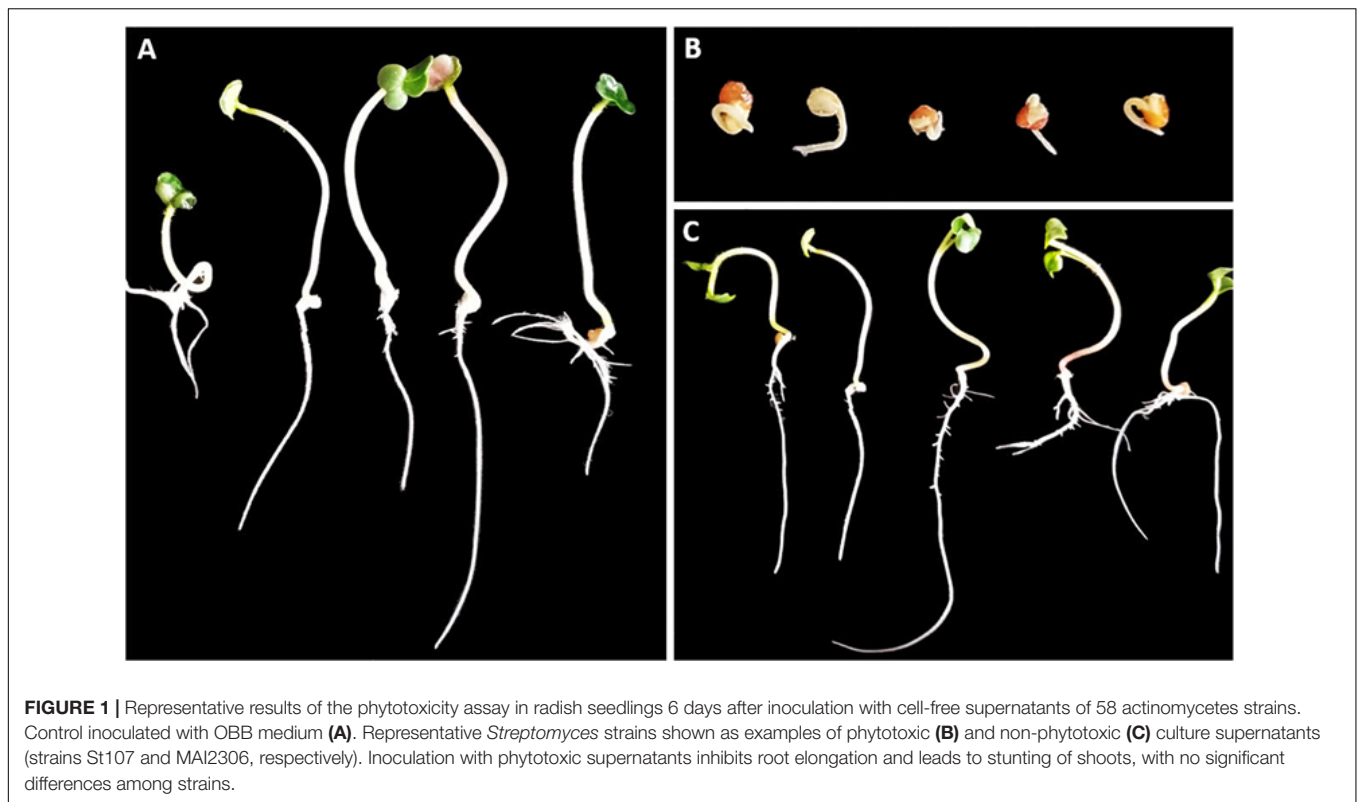 A
B
C
FIGURE 1 | Representative results of the phytotoxicity assay in radish seedlings 6 days after inoculation with cell-free supernatants of 58 actinomycetes strains.
Control inoculated with OBB medium (A). Representative Streptomyces strains shown as examples of phytotoxic (B) and non-phytotoxic (C) culture supernatants
(strains St107 and MAI2306, respectively). Inoculation with phytotoxic supernatants inhibits root elongation and leads to stunting of shoots, with no significant
differences among strains.